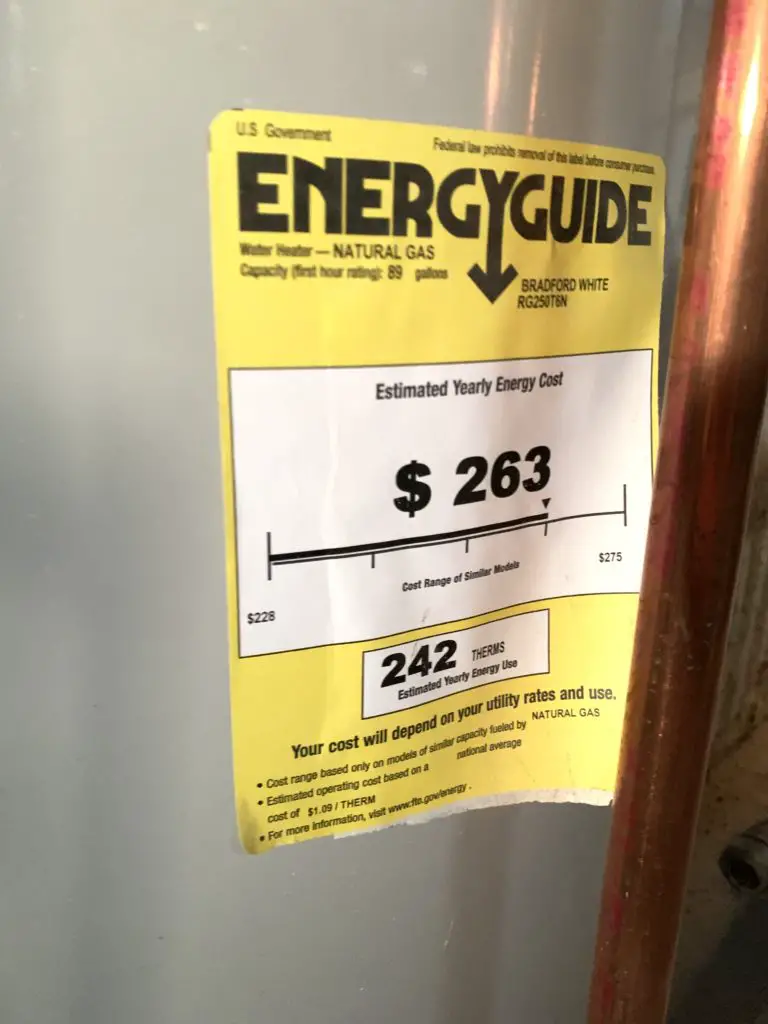 U.S Government
Federal law prohibits removal of this label before consumer purchase.
ENERGYGUIDE
Water Heater — NATURAL GAS
Capacity (first hour rating): 89 gallons
BRADFORD WHITE
RG250T6N
Estimated Yearly Energy Cost
$ 263
Cost Range of Similar Models
$228
$275
242 THERMS
Estimated Yearly Energy Use
Your cost will depend on your utility rates and use.
• Cost range based only on models of similar capacity fueled by NATURAL GAS
• Estimated operating cost based on a national average
cost of $1.09 / THERM
• For more information, visit www.ftc.gov/energy .